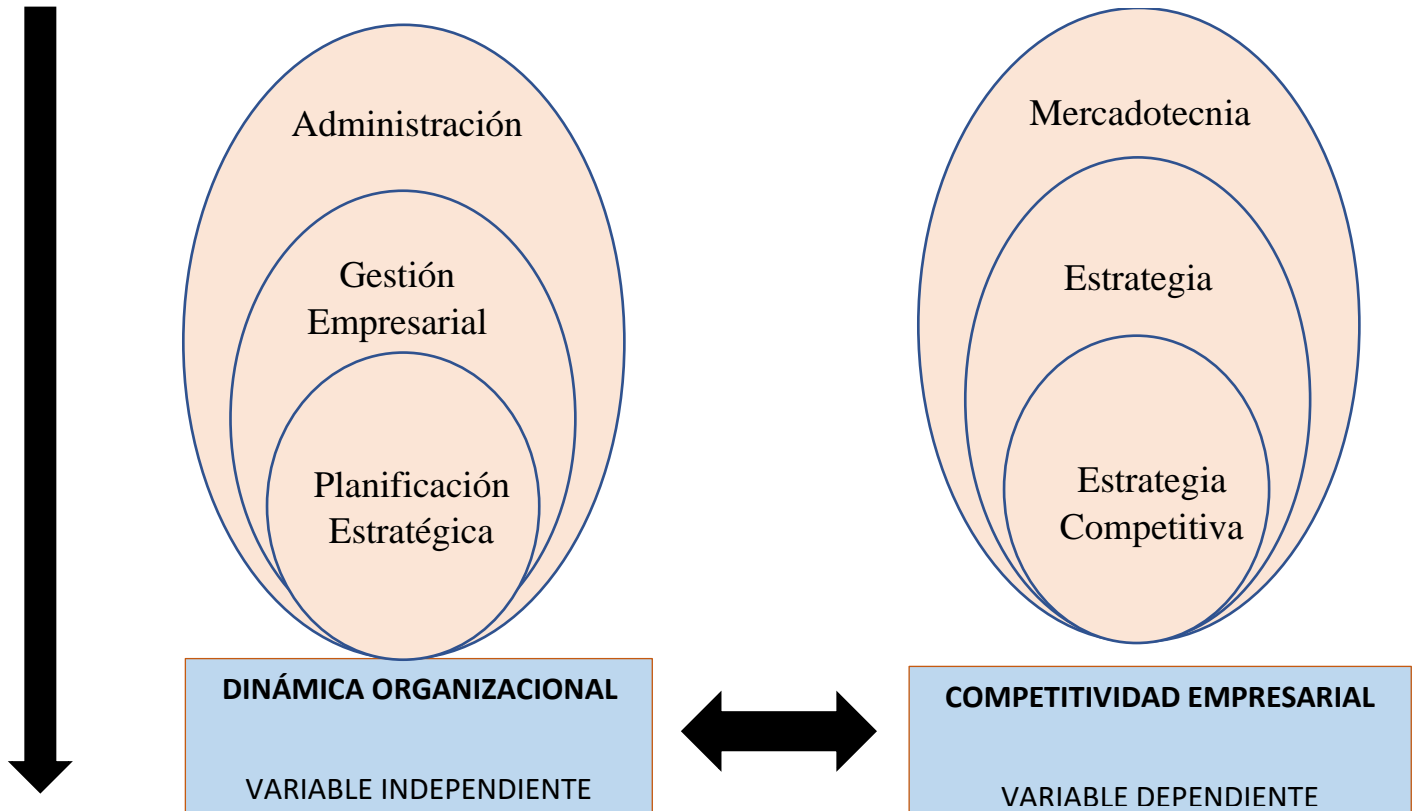 Administración
Gestión
Empresarial
Planificación
Estratégica
DINÁMICA ORGANIZACIONAL
VARIABLE INDEPENDIENTE
Mercadotecnia
Estrategia
Estrategia
Competitiva
COMPETITIVIDAD EMPRESARIAL
VARIABLE DEPENDIENTE